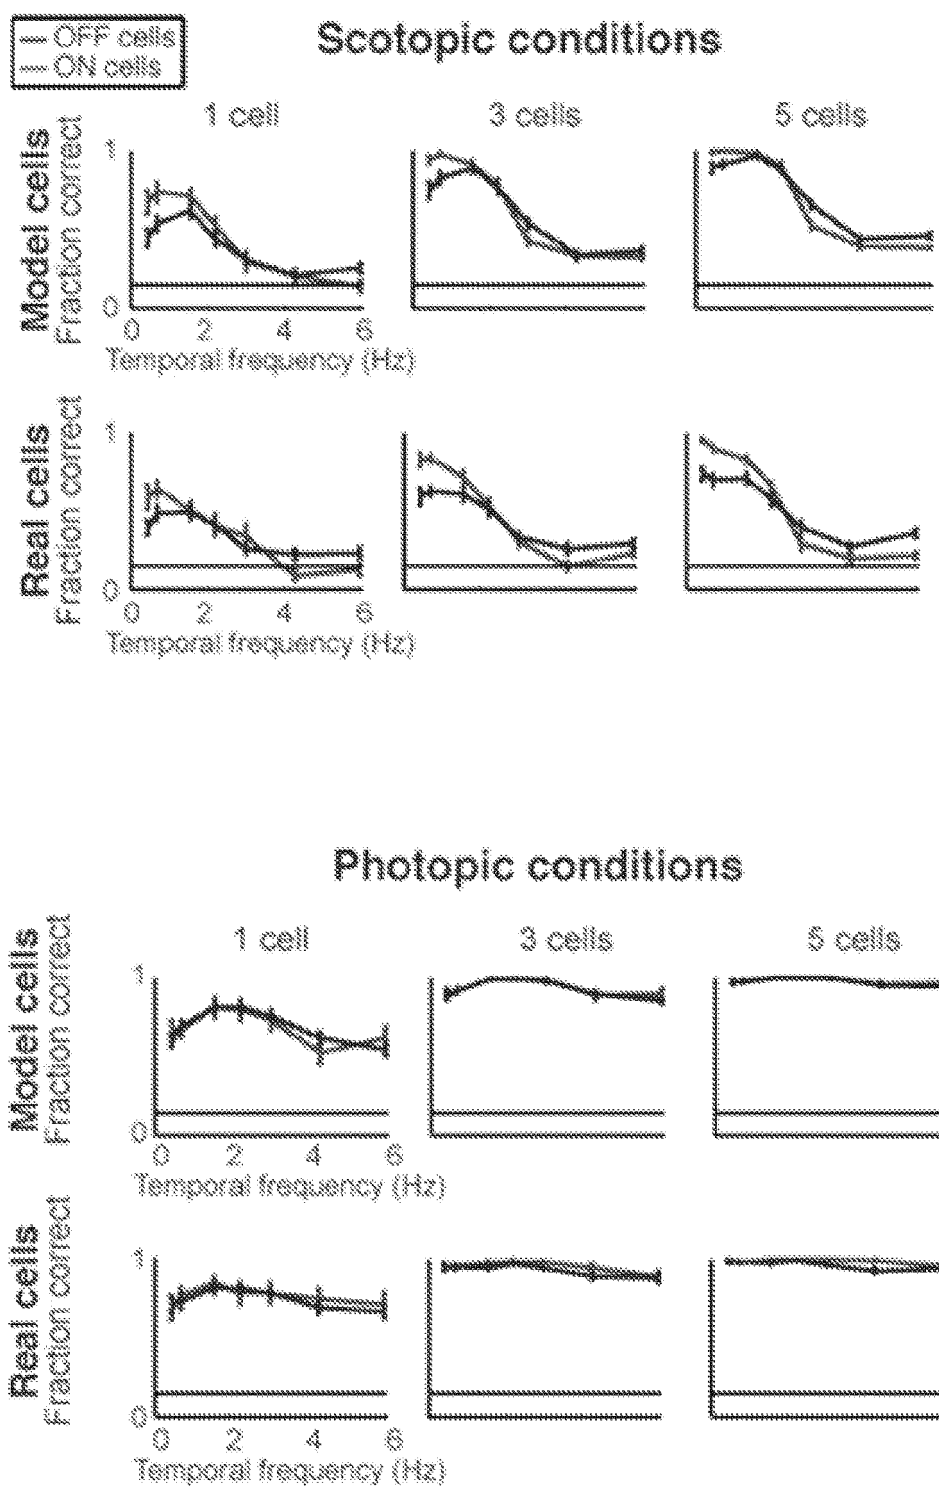 OFF cells
ON cells
Scotopic conditions
1 cell
3 cells
5 cells
Model cells
Fraction correct
1
0
0 2 4 6
Temporal frequency (Hz)
Real cells
Fraction correct
1
0
0 2 4 6
Temporal frequency (Hz)
Photopic conditions
1 cell
3 cells
5 cells
Model cells
Fraction correct
1
0
0 2 4 6
Temporal frequency (Hz)
Real cells
Fraction correct
1
0
0 2 4 6
Temporal frequency (Hz)